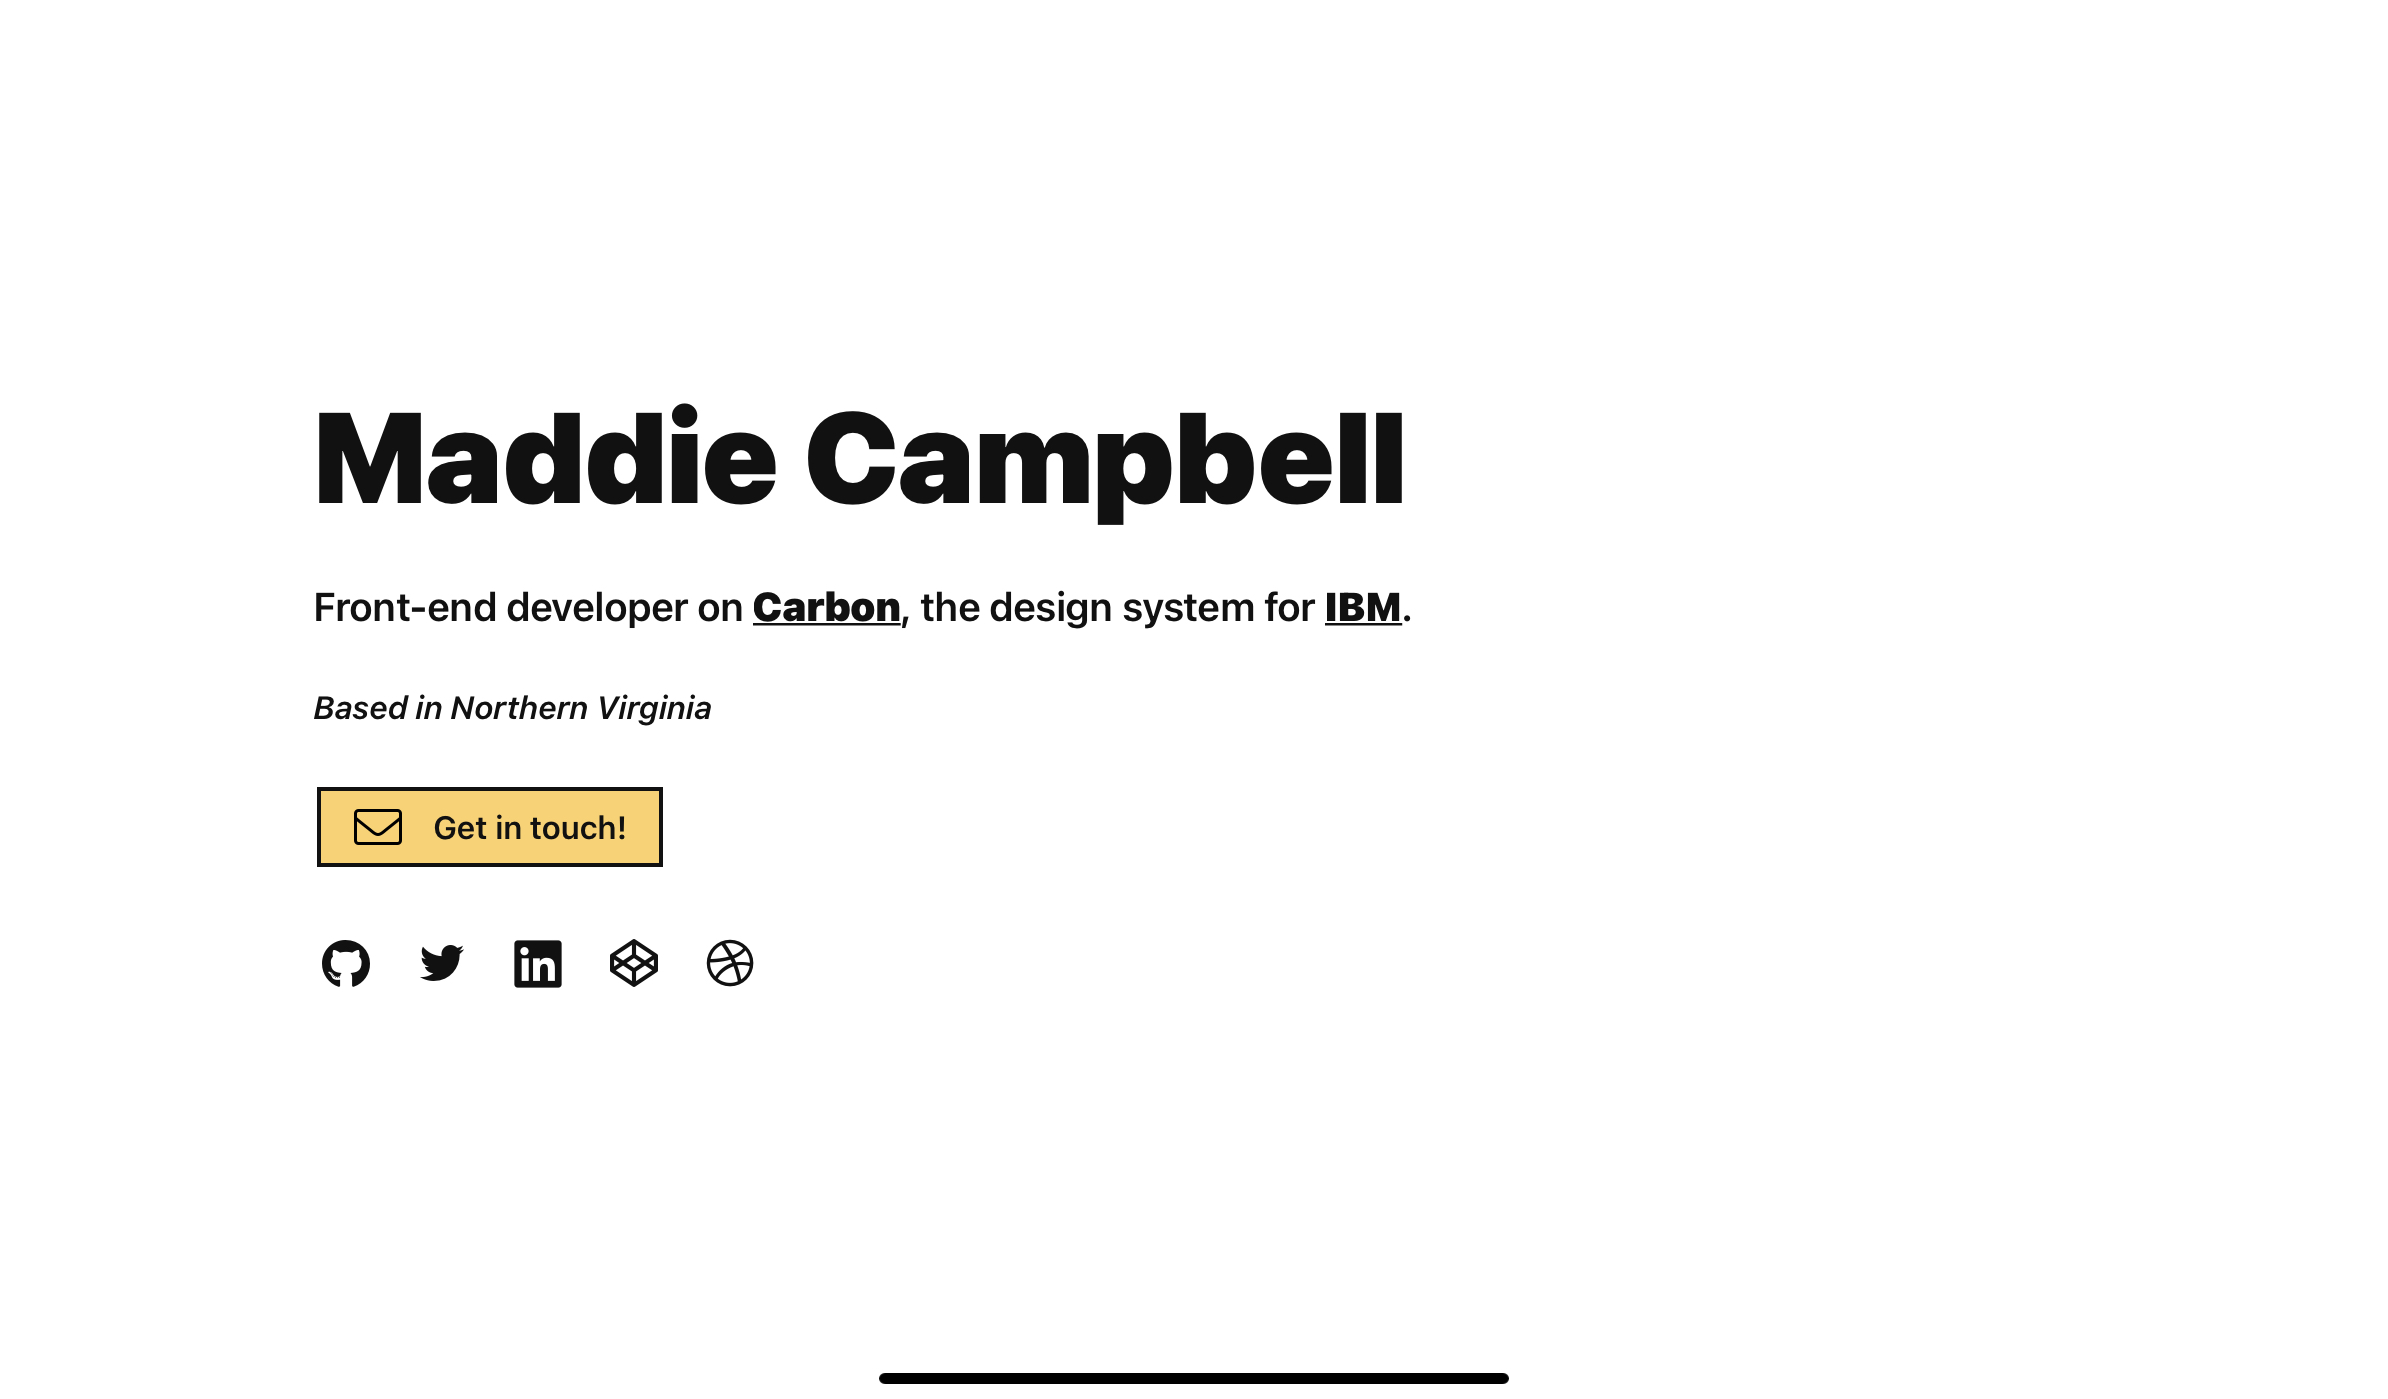 Maddie Campbell
Front-end developer on Carbon, the design system for IBM.
Based in Northern Virginia
Get in touch!
in